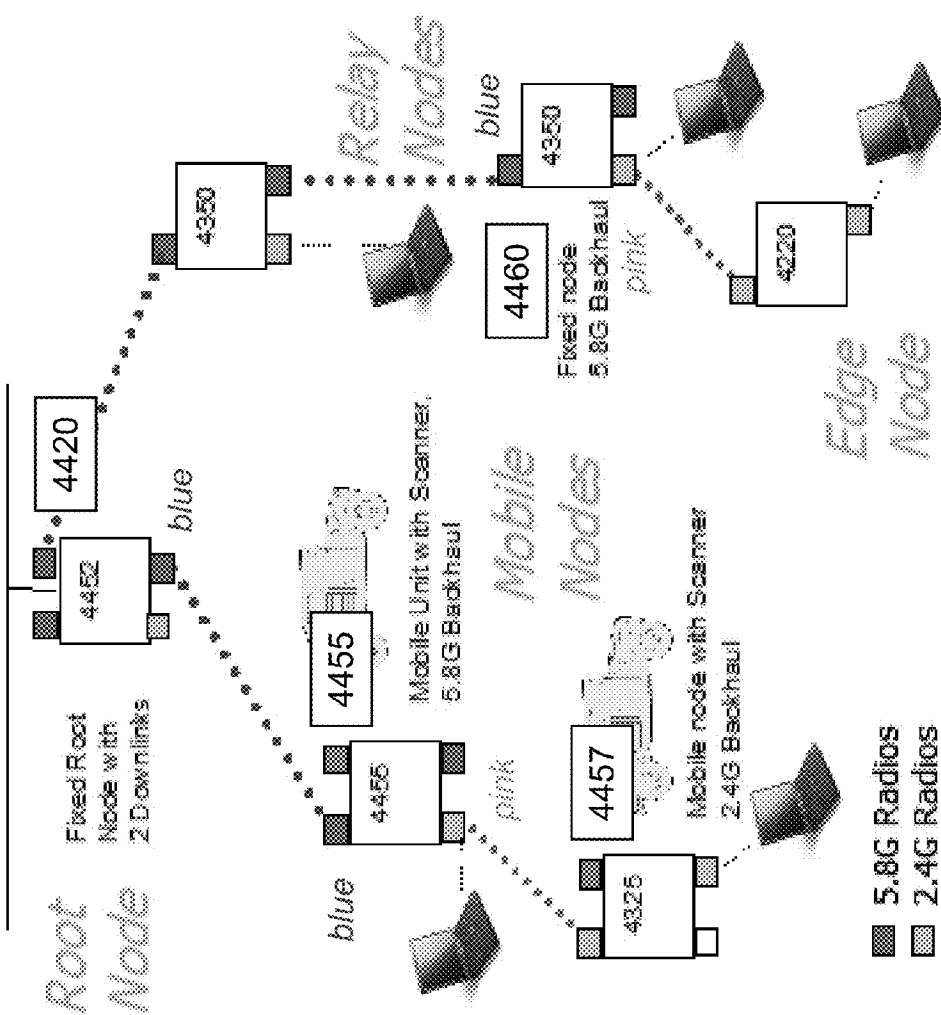 Root
Node
Fixed Root
Node with
2 Downlinks
4452
4420
blue
4350
Relay
Nodes
blue
4350
4460
Fixed node
5.8G Backhaul
pink
4220
Edge
Node
blue
4455
4455
Mobile Unit with Scanner,
5.8G Backhaul
Mobile
Nodes
pink
4325
4457
Mobile node with Scanner
2.4G Backhaul
5.8G Radios
2.4G Radios